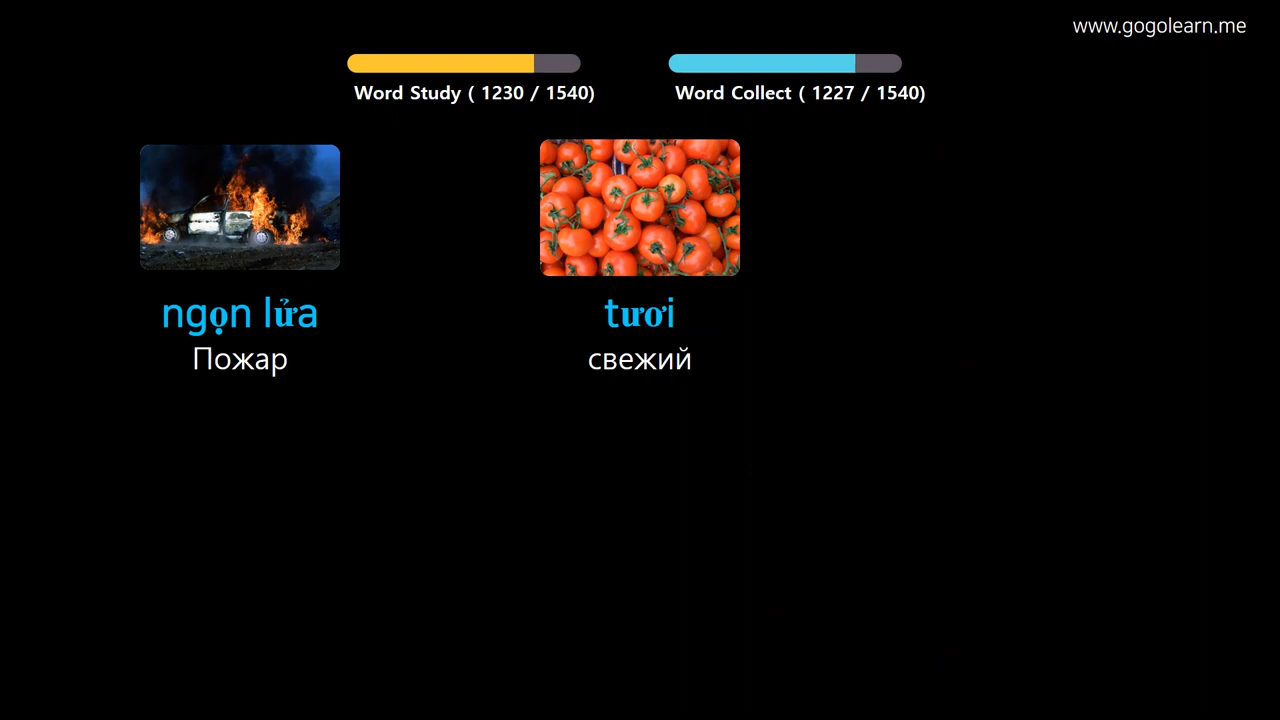 www.gogolearn.me
Word Study ( 1230 / 1540)
Word Collect ( 1227 / 1540)
ngọn lửa
Пожар
tươi
свежий